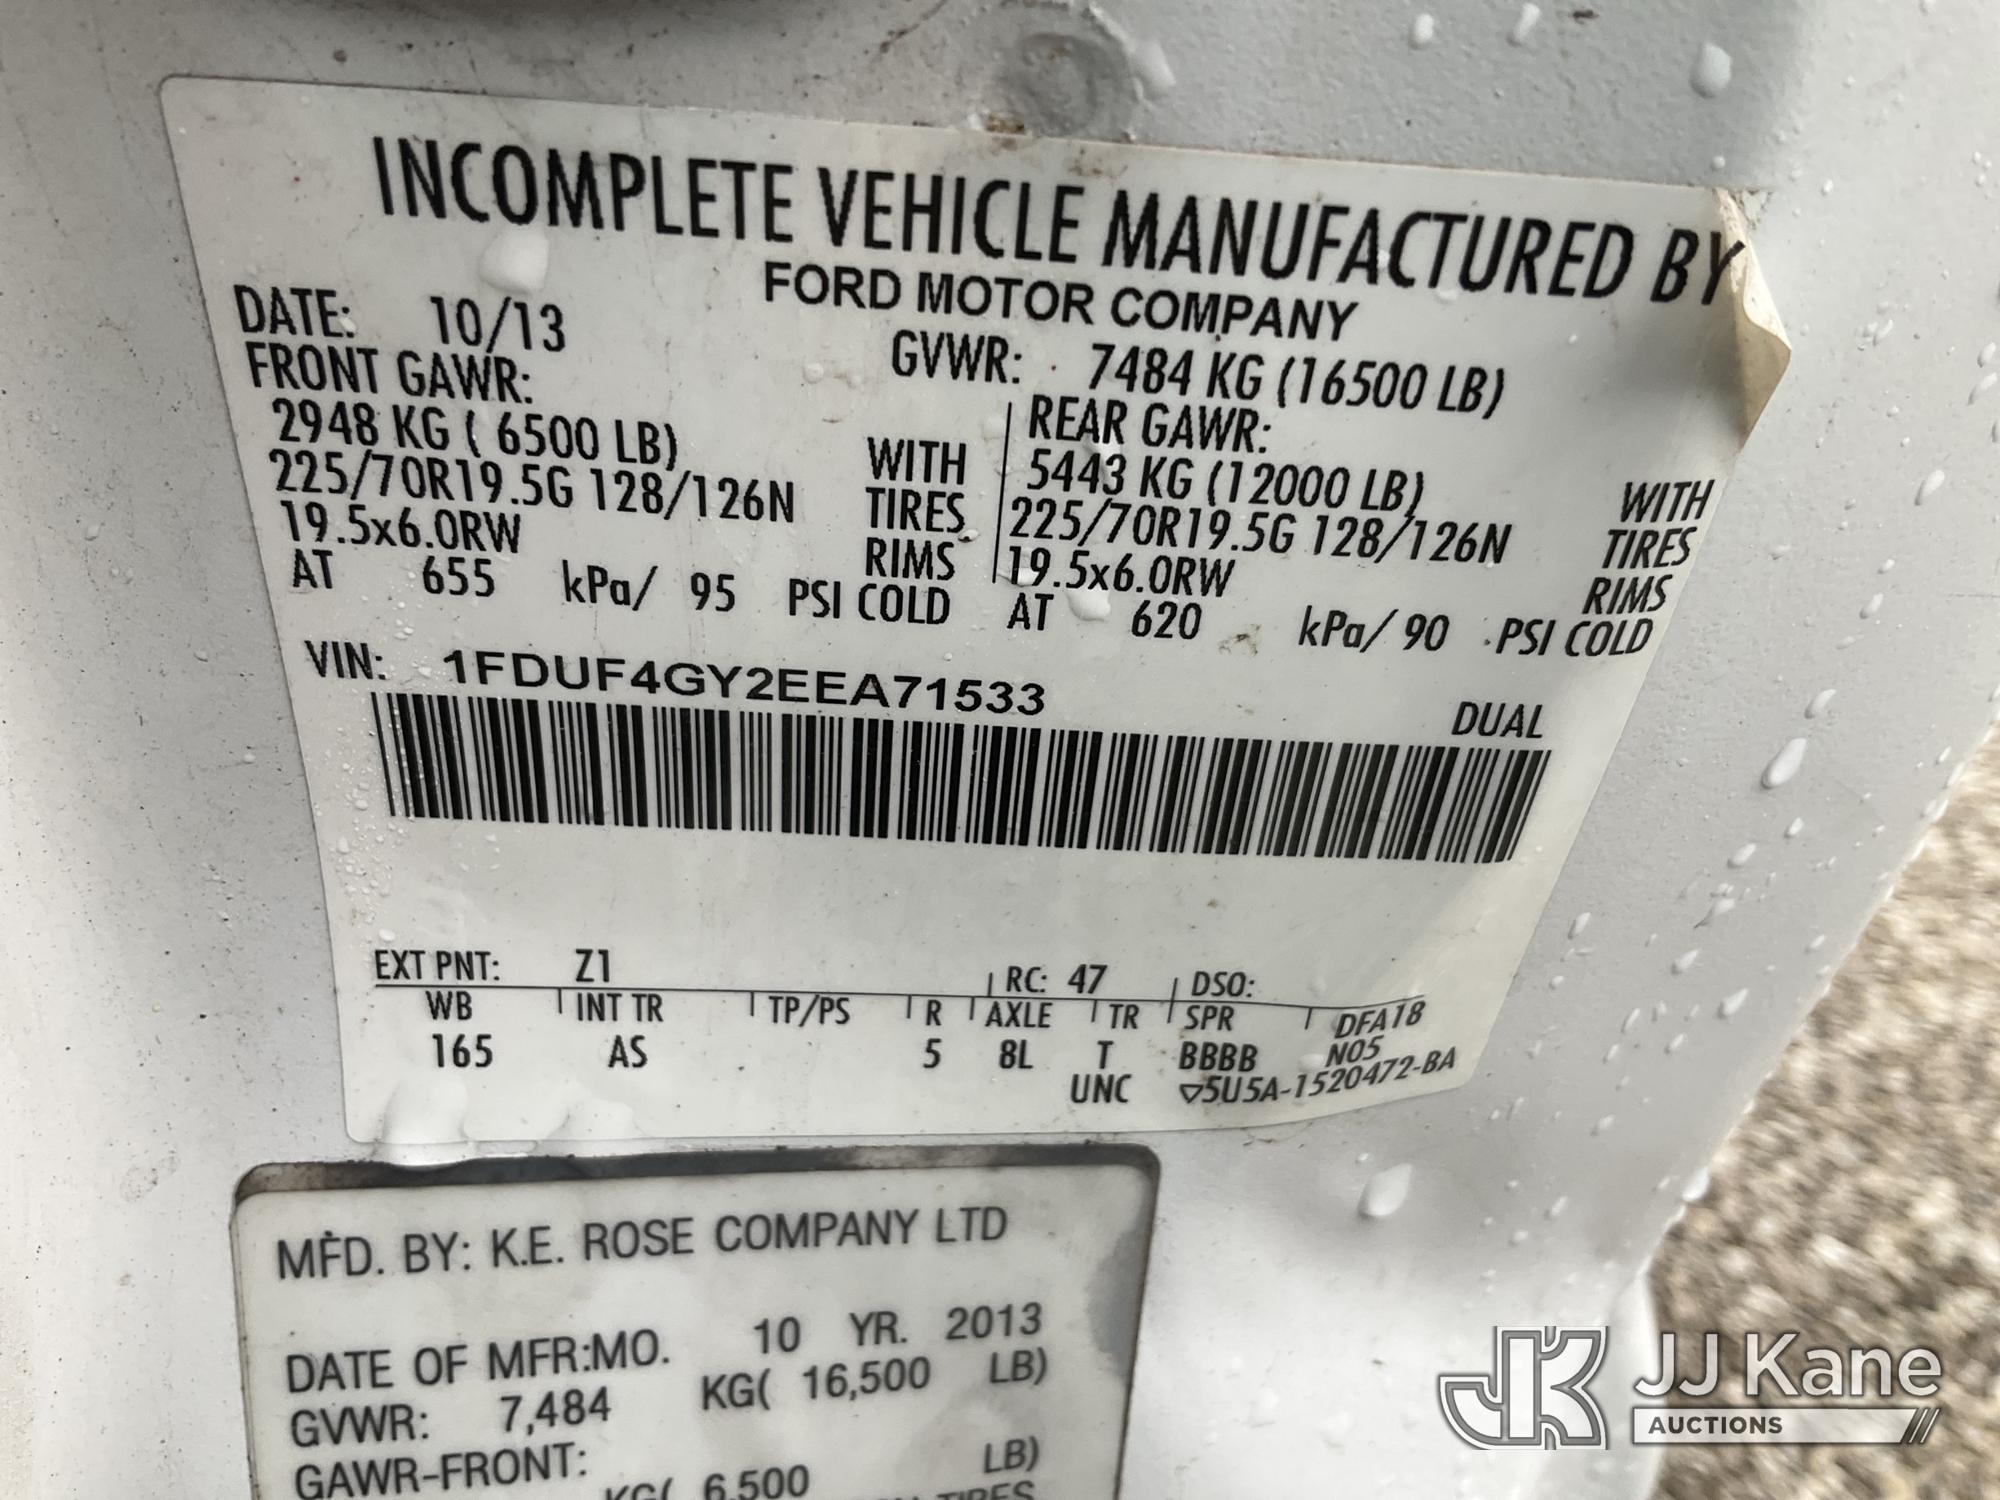 INCOMPLETE VEHICLE MANUFACTURED BY
FORD MOTOR COMPANY
DATE: 10/13 GVWR: 7484 KG (16500 LB)
FRONT GAWR: REAR GAWR:
2948 KG ( 6500 LB) WITH 5443 KG (12000 LB) WITH
225/70R19.5G 128/126N TIRES 225/70R19.5G 128/126N TIRES
19.5x6.0RW RIMS 19.5x6.0RW RIMS
AT 655 kPa/ 95 PSI COLD AT 620 kPa/ 90 PSI COLD
VIN: 1FDUF4GY2EEA71533
DUAL
EXT PNT: Z1 RC: 47 DSO:
WB INT TR TP/PS R AXLE TR SPR DFA18
165 AS 5 8L T BBBB N05
UNC ▽5U5A-1520472-BA
MFD. BY: K.E. ROSE COMPANY LTD
DATE OF MFR:MO. 10 YR. 2013
GVWR: 7,484 KG( 16,500 LB)
GAWR-FRONT:
KG( 6,500 LB)
TIRES
JK JJ Kane
AUCTIONS